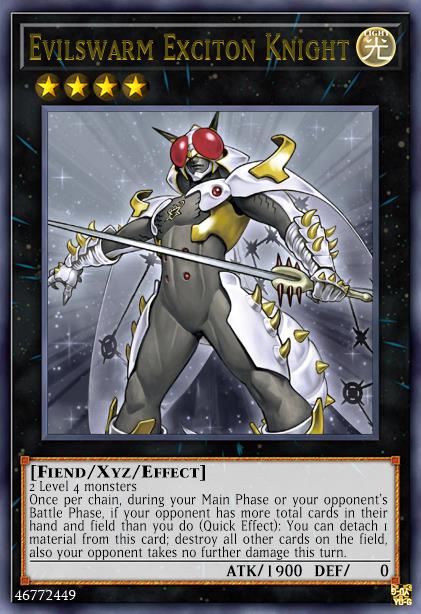 EVILSWARM EXCITON KNIGHT
LIGHT
光
[FIEND/XYZ/EFFECT]
2 Level 4 monsters
Once per chain, during your Main Phase or your opponent's
Battle Phase, if your opponent has more total cards in their
hand and field than you do (Quick Effect): You can detach 1
material from this card; destroy all other cards on the field,
also your opponent takes no further damage this turn.
ATK/1900 DEF/ 0
46772449